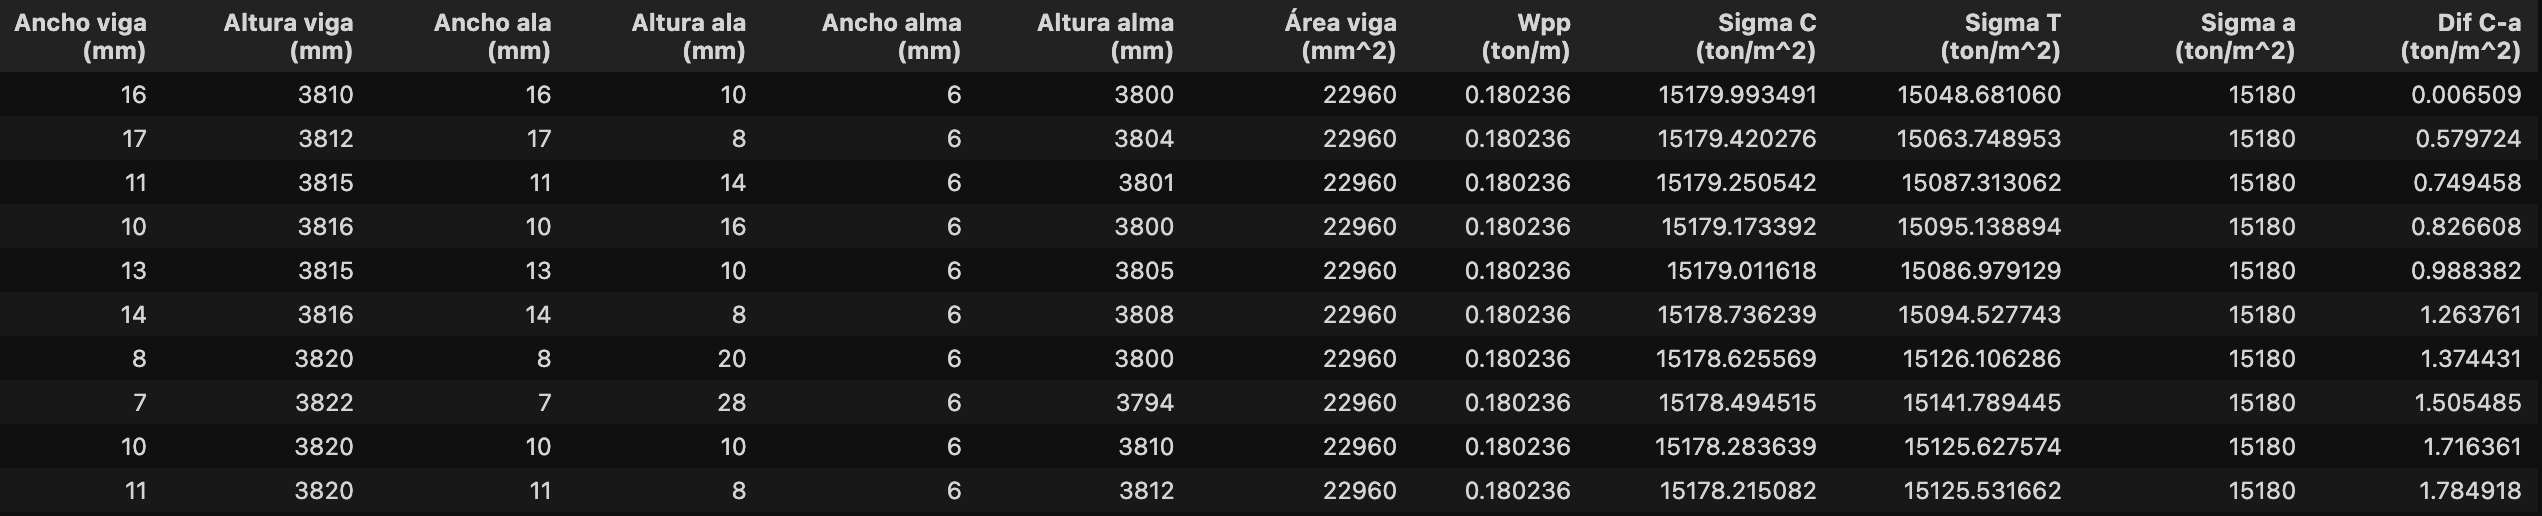 Ancho viga Altura viga Ancho ala Altura ala Ancho alma Altura alma Área viga Wpp Sigma C Sigma T Sigma a Dif C-a
(mm) (mm) (mm) (mm) (mm) (mm) (mm^2) (ton/m) (ton/m^2) (ton/m^2) (ton/m^2) (ton/m^2)
16 3810 16 10 6 3800 22960 0.180236 15179.993491 15048.681060 15180 0.006509
17 3812 17 8 6 3804 22960 0.180236 15179.420276 15063.748953 15180 0.579724
11 3815 11 14 6 3801 22960 0.180236 15179.250542 15087.313062 15180 0.749458
10 3816 10 16 6 3800 22960 0.180236 15179.173392 15095.138894 15180 0.826608
13 3815 13 10 6 3805 22960 0.180236 15179.011618 15086.979129 15180 0.988382
14 3816 14 8 6 3808 22960 0.180236 15178.736239 15094.527743 15180 1.263761
8 3820 8 20 6 3800 22960 0.180236 15178.625569 15126.106286 15180 1.374431
7 3822 7 28 6 3794 22960 0.180236 15178.494515 15141.789445 15180 1.505485
10 3820 10 10 6 3810 22960 0.180236 15178.283639 15125.627574 15180 1.716361
11 3820 11 8 6 3812 22960 0.180236 15178.215082 15125.531662 15180 1.784918